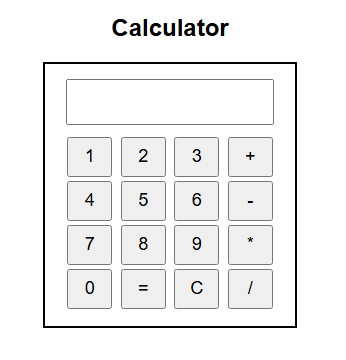 Calculator
1 2 3 +
4 5 6 -
7 8 9 *
0 = C /